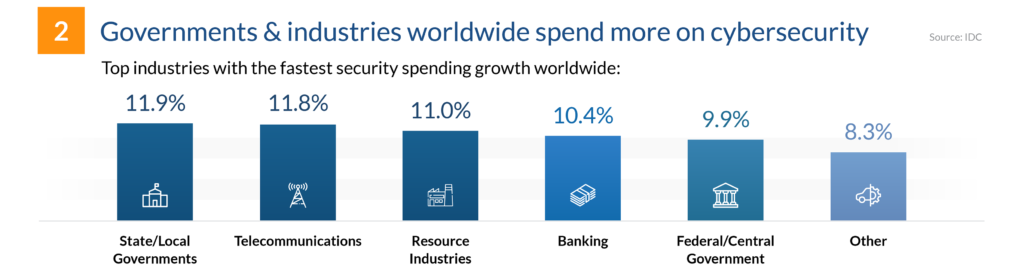 2
Governments & industries worldwide spend more on cybersecurity
Source: IDC
Top industries with the fastest security spending growth worldwide:
11.9%
11.8%
11.0%
10.4%
9.9%
8.3%
State/Local
Governments
Telecommunications
Resource
Industries
Banking
Federal/Central
Government
Other